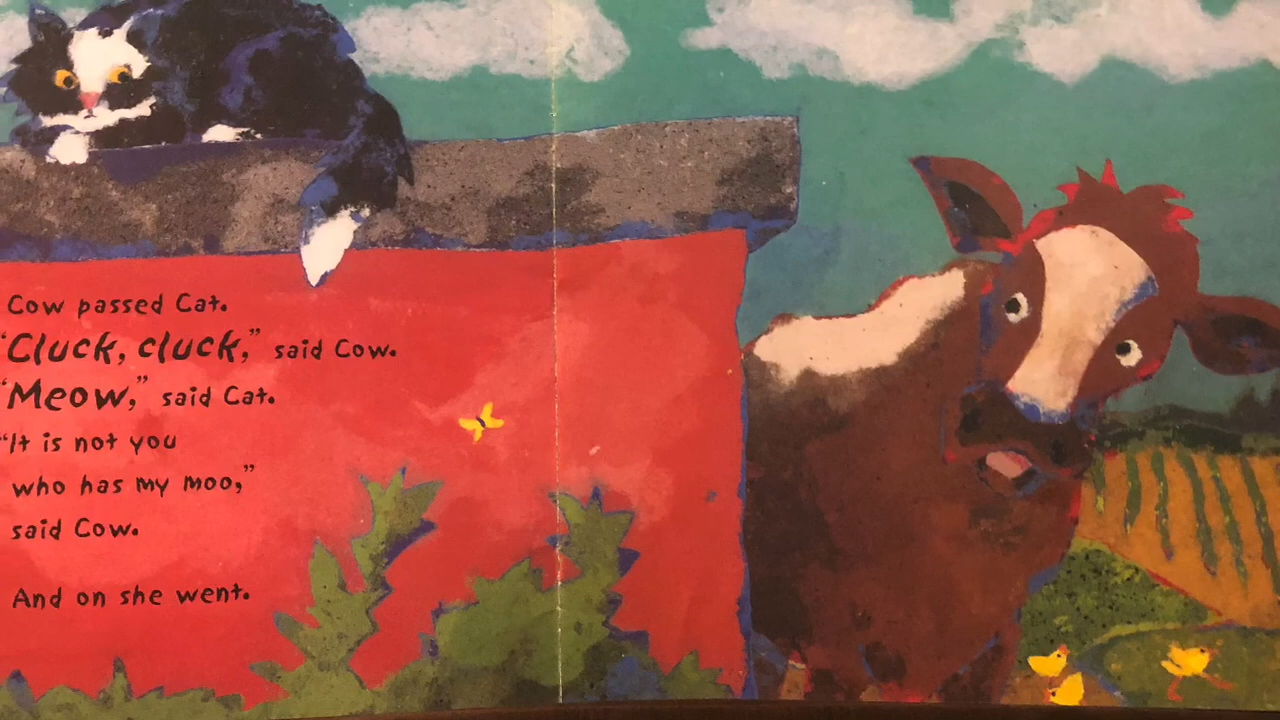 Cow passed Cat.
"Cluck, cluck," said Cow.
"Meow," said Cat.
"It is not you
who has my moo,"
said Cow.
And on she went.